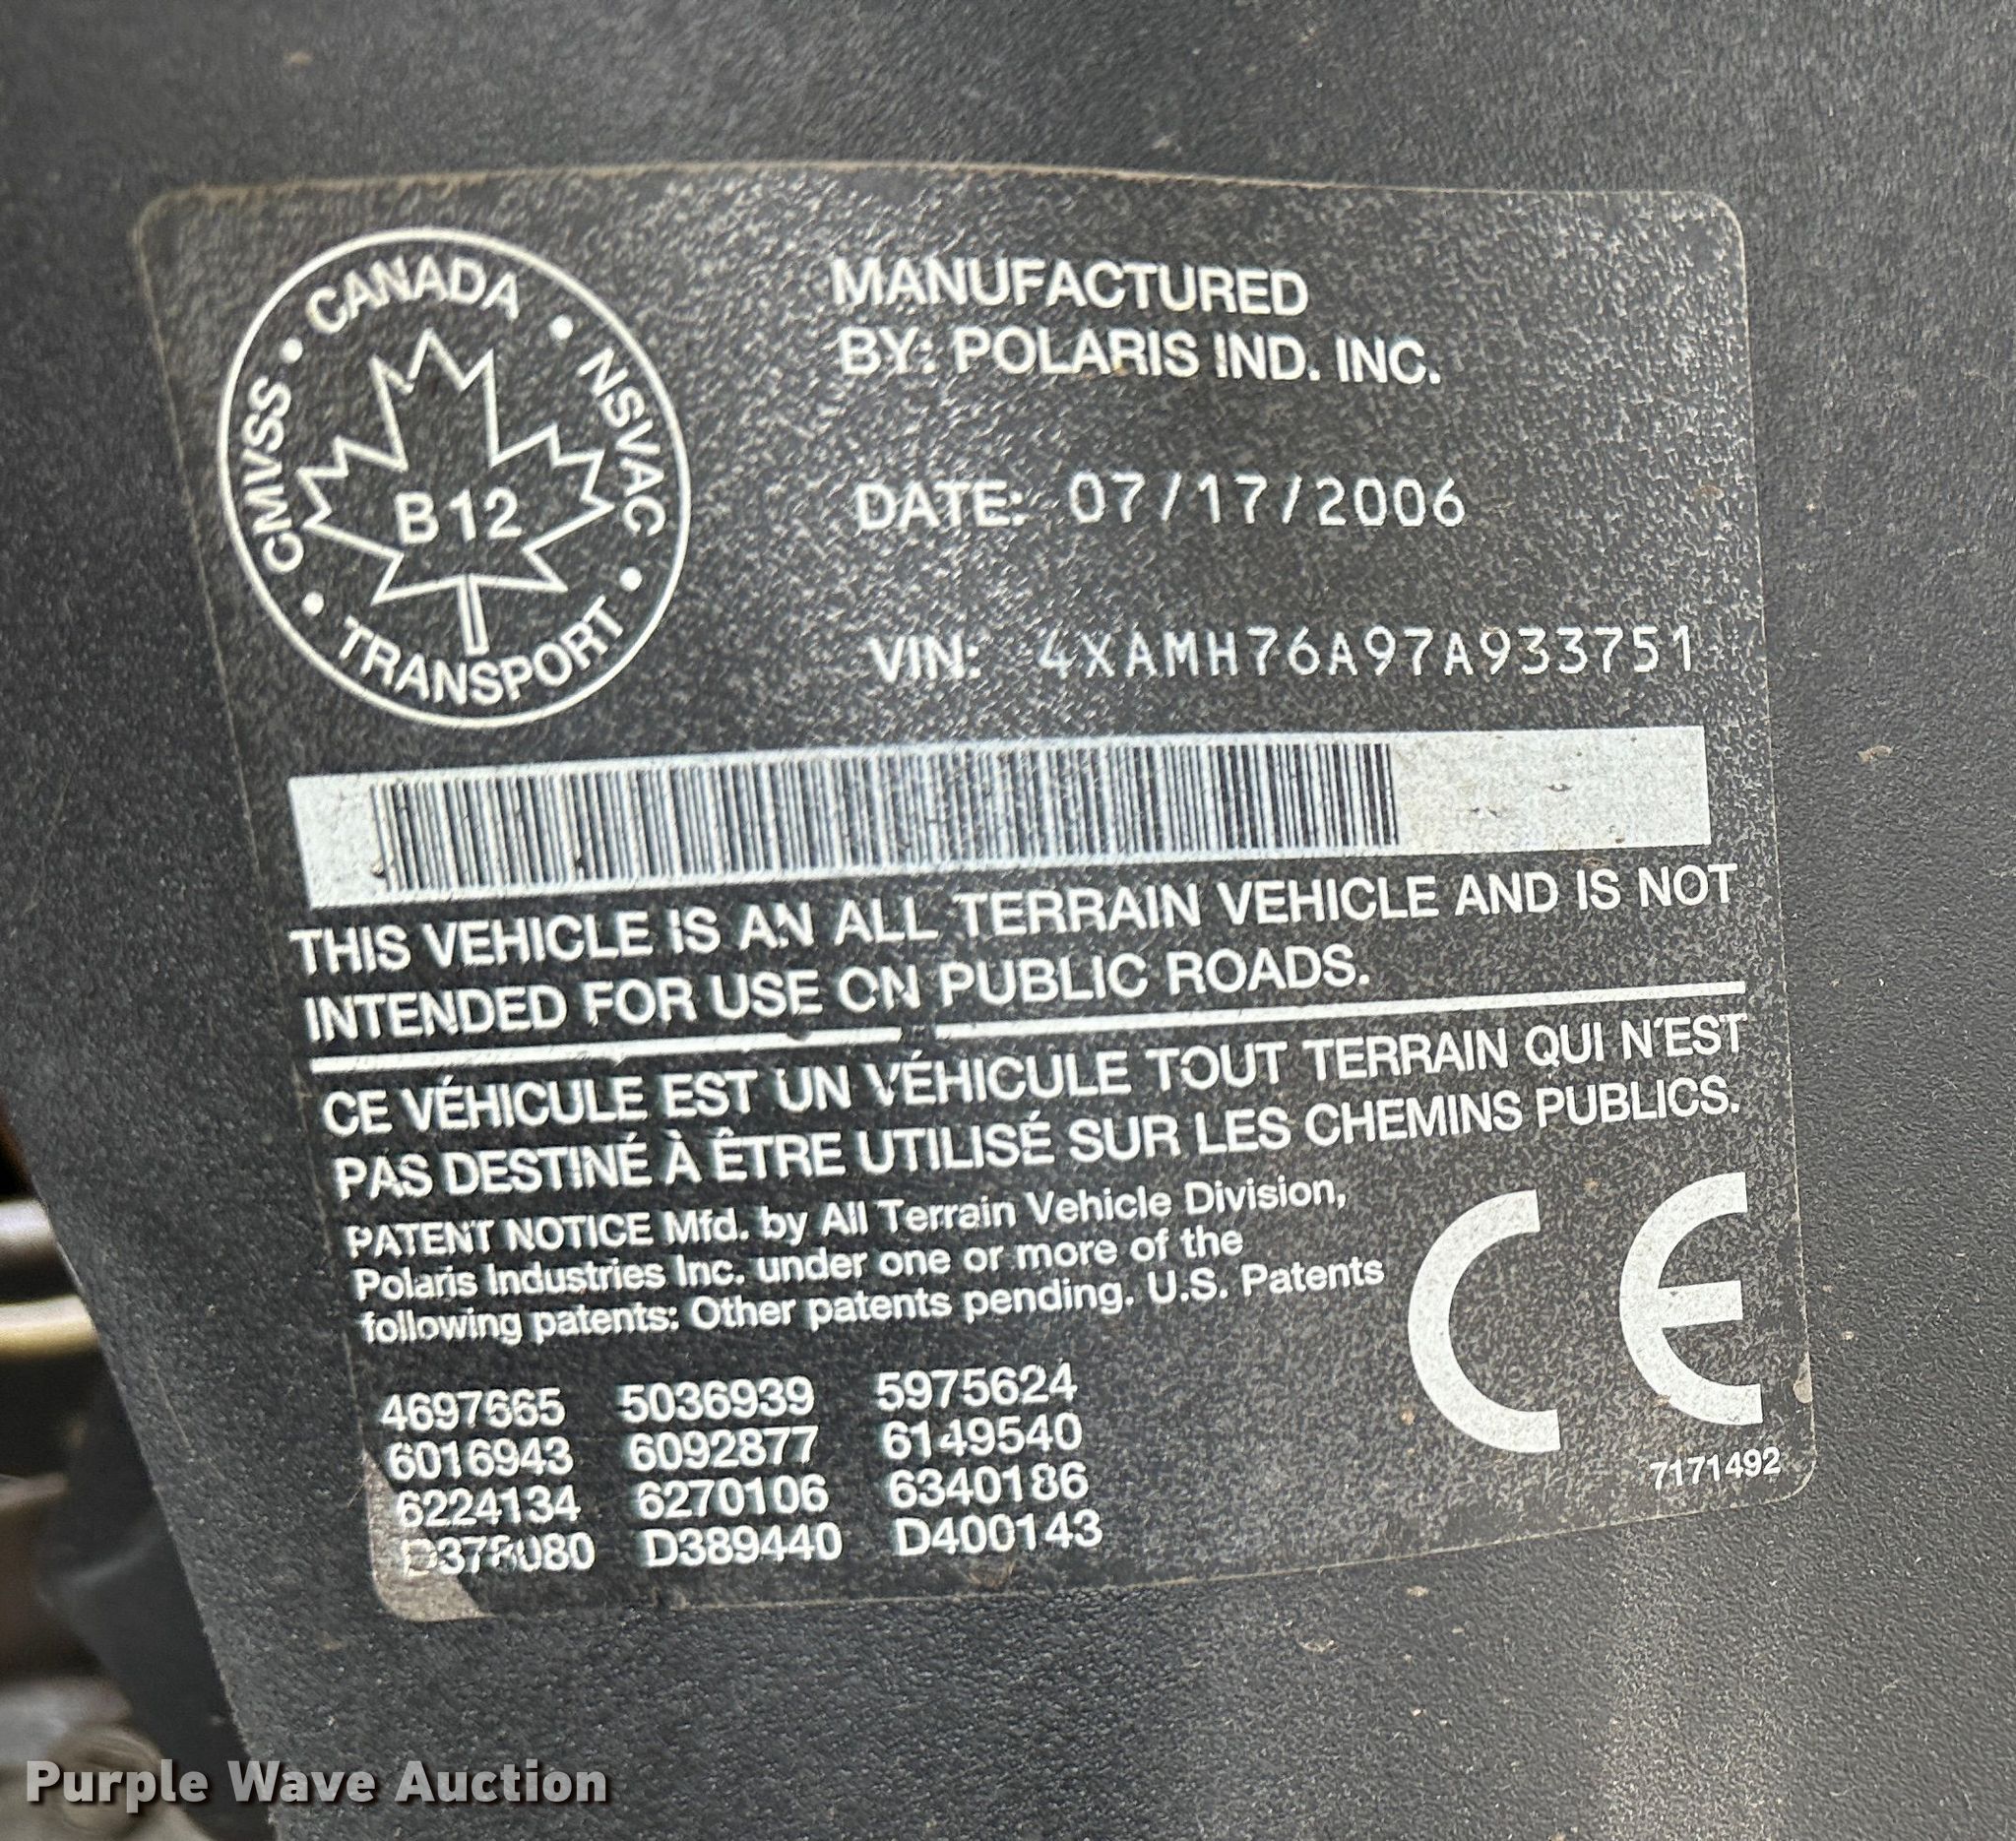 CANADA
NSVAC
CMVSS
B12
TRANSPORT
MANUFACTURED
BY: POLARIS IND. INC.
DATE: 07/17/2006
VIN: 4XAMH76A97A933751
THIS VEHICLE IS AN ALL TERRAIN VEHICLE AND IS NOT
INTENDED FOR USE ON PUBLIC ROADS.
CE VÉHICULE EST UN VÉHICULE TOUT TERRAIN QUI N'EST
PAS DESTINÉ À ÊTRE UTILISÉ SUR LES CHEMINS PUBLICS.
PATENT NOTICE Mfd. by All Terrain Vehicle Division,
Polaris Industries Inc. under one or more of the
following patents: Other patents pending. U.S. Patents
4697665 5036939 5975624
6016943 6092877 6149540
6224134 6270106 6340186
D378080 D389440 D400143
CE
7171492
Purple Wave Auction